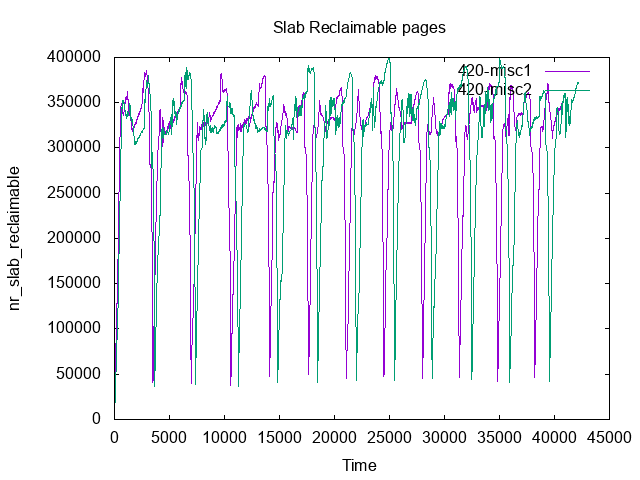 Slab Reclaimable pages
400000
350000
300000
250000
200000
150000
100000
50000
0
nr_slab_reclaimable
420-misc1
420-misc2
0 5000 10000 15000 20000 25000 30000 35000 40000 45000
Time